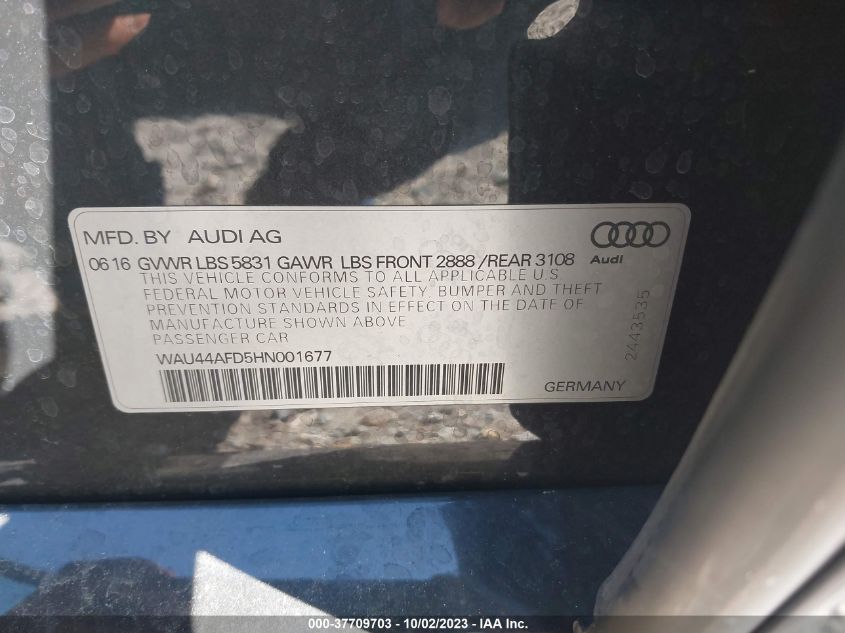 MFD. BY AUDI AG
06 16 GVWR LBS 5831 GAWR LBS FRONT 2888 / REAR 3108
Audi
THIS VEHICLE CONFORMS TO ALL APPLICABLE U S
FEDERAL MOTOR VEHICLE SAFETY, BUMPER AND THEFT
PREVENTION STANDARDS IN EFFECT ON THE DATE OF
MANUFACTURE SHOWN ABOVE
PASSENGER CAR
WAU44AFD5HN001677
2443535
GERMANY
000-37709703 - 10/02/2023 - IAA Inc.